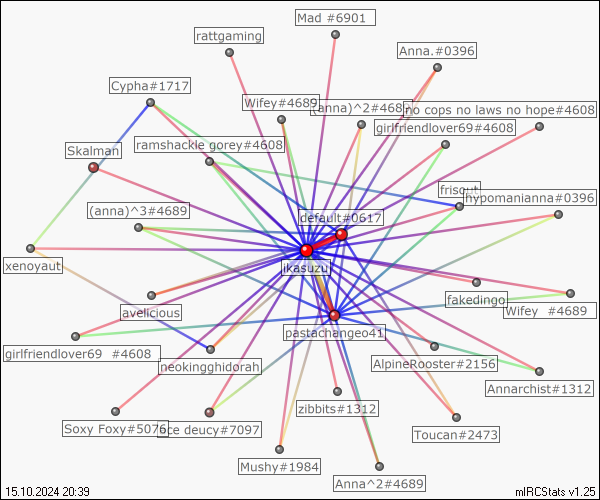 Mad #6901
rattgaming
Anna.#0396
Cypha#1717
Wifey#4689
(anna)^2#4689
no cops no laws no hope#4608
girlfriendlover69#4608
ramshackle gorey#4608
Skalman
hypomanianna#0396
(anna)^3#4689
default#0617
xenoyaut
ikasuzu
fakedingo
Wifey #4689
avelicious
pastachangeo41
girlfriendlover69 #4608
neokingghidorah
AlpineRooster#2156
Annarchist#1312
zibbits#1312
Soxy Foxy#5076
deucy#7097
Toucan#2473
Mushy#1984
Anna^2#4689
15.10.2024 20:39
mIRCStats v1.25